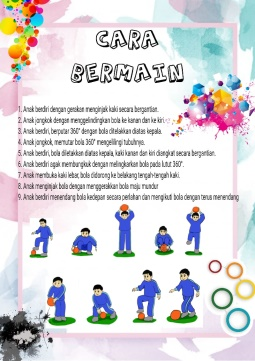 CARA
BERMAIN
1. Anak berdiri dengan gerakan menginjak kaki secara bergantian.
2. Anak jongkok dengan menggelindingkan bola ke kanan dan ke kiri.
3. Anak berdiri, berputar 360° dengan bola diletakkan diatas kepala.
4. Anak jongkok, memutar bola 360° mengelilingi tubuhnya.
5. Anak berdiri, bola diletakkan diatas kepala, kaki kanan dan kiri diangkat secara bergantian.
6. Anak berdiri agak membungkuk dengan melingkarkan bola pada lutut 360°.
7. Anak membuka kaki lebar, bola didorong ke belakang tengah-tengah kaki.
8. Anak menginjak bola dengan menggerakkan bola maju mundur
9. Anak berdiri menendang bola kedepan secara perlahan dan mengikuti bola dengan terus menendang